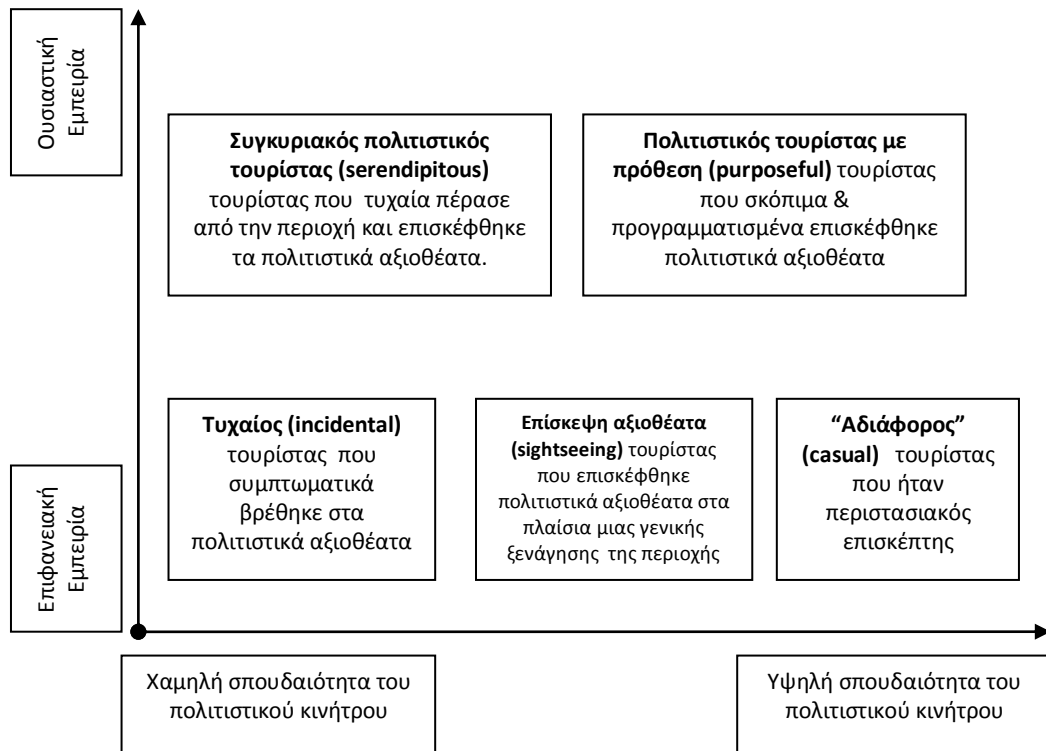 Ουσιαστική
Εμπειρία
Συγκυριακός πολιτιστικός
τουρίστας (serendipitous)
τουρίστας που τυχαία πέρασε
από την περιοχή και επισκέφθηκε
τα πολιτιστικά αξιοθέατα.
Πολιτιστικός τουρίστας με
πρόθεση (purposeful) τουρίστας
που σκόπιμα &
προγραμματισμένα επισκέφθηκε
πολιτιστικά αξιοθέατα
Επιφανειακή
Εμπειρία
Τυχαίος (incidental)
τουρίστας που
συμπτωματικά
βρέθηκε στα
πολιτιστικά αξιοθέατα
Επίσκεψη αξιοθέατα
(sightseeing) τουρίστας
που επισκέφθηκε
πολιτιστικά αξιοθέατα στα
πλαίσια μιας γενικής
ξενάγησης της περιοχής
“Αδιάφορος”
(casual) τουρίστας
που ήταν
περιστασιακός
επισκέπτης
Χαμηλή σπουδαιότητα του
πολιτιστικού κινήτρου
Υψηλή σπουδαιότητα του
πολιτιστικού κινήτρου